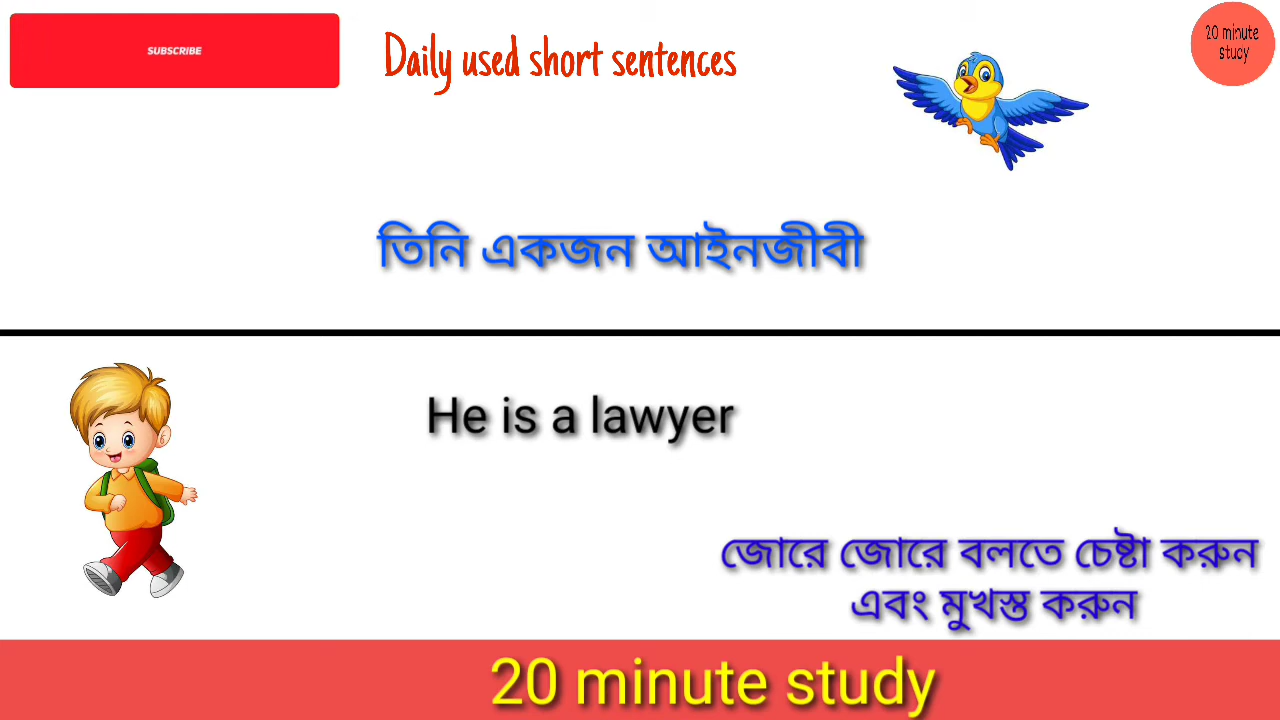 SUBSCRIBE
Daily used short sentences
20 minute
study
তিনি একজন আইনজীবী
He is a lawyer
জোরে জোরে বলতে চেষ্টা করুন
এবং মুখস্ত করুন
20 minute study